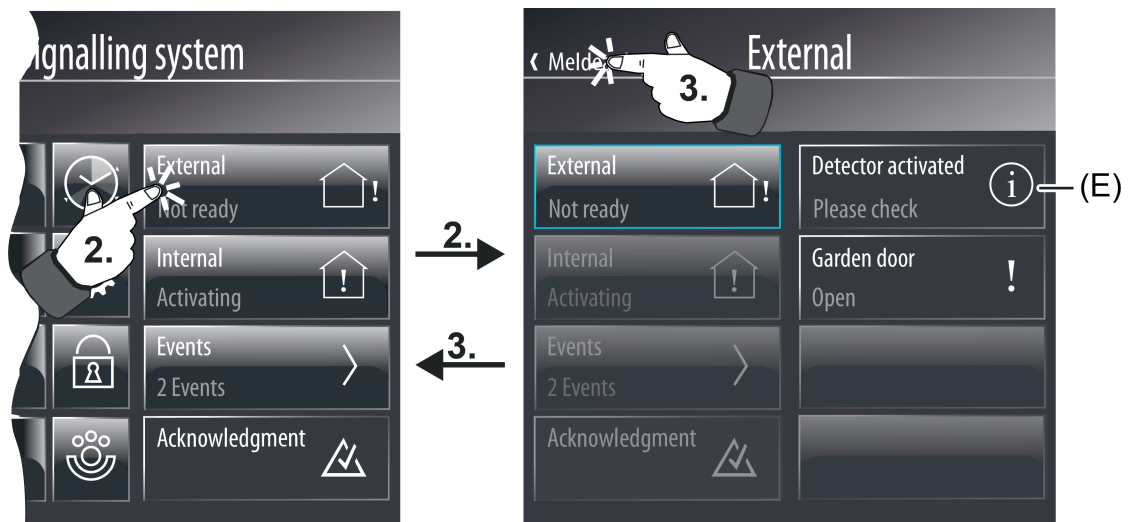 ignalling system
External
Not ready
2.
Internal
Activating
Events
2 Events
Acknowledgment
2.
3.
‹ Melde
3.
External
External
Not ready
Internal
Activating
Events
2 Events
Acknowledgment
Detector activated
Please check
Garden door
Open
(E)